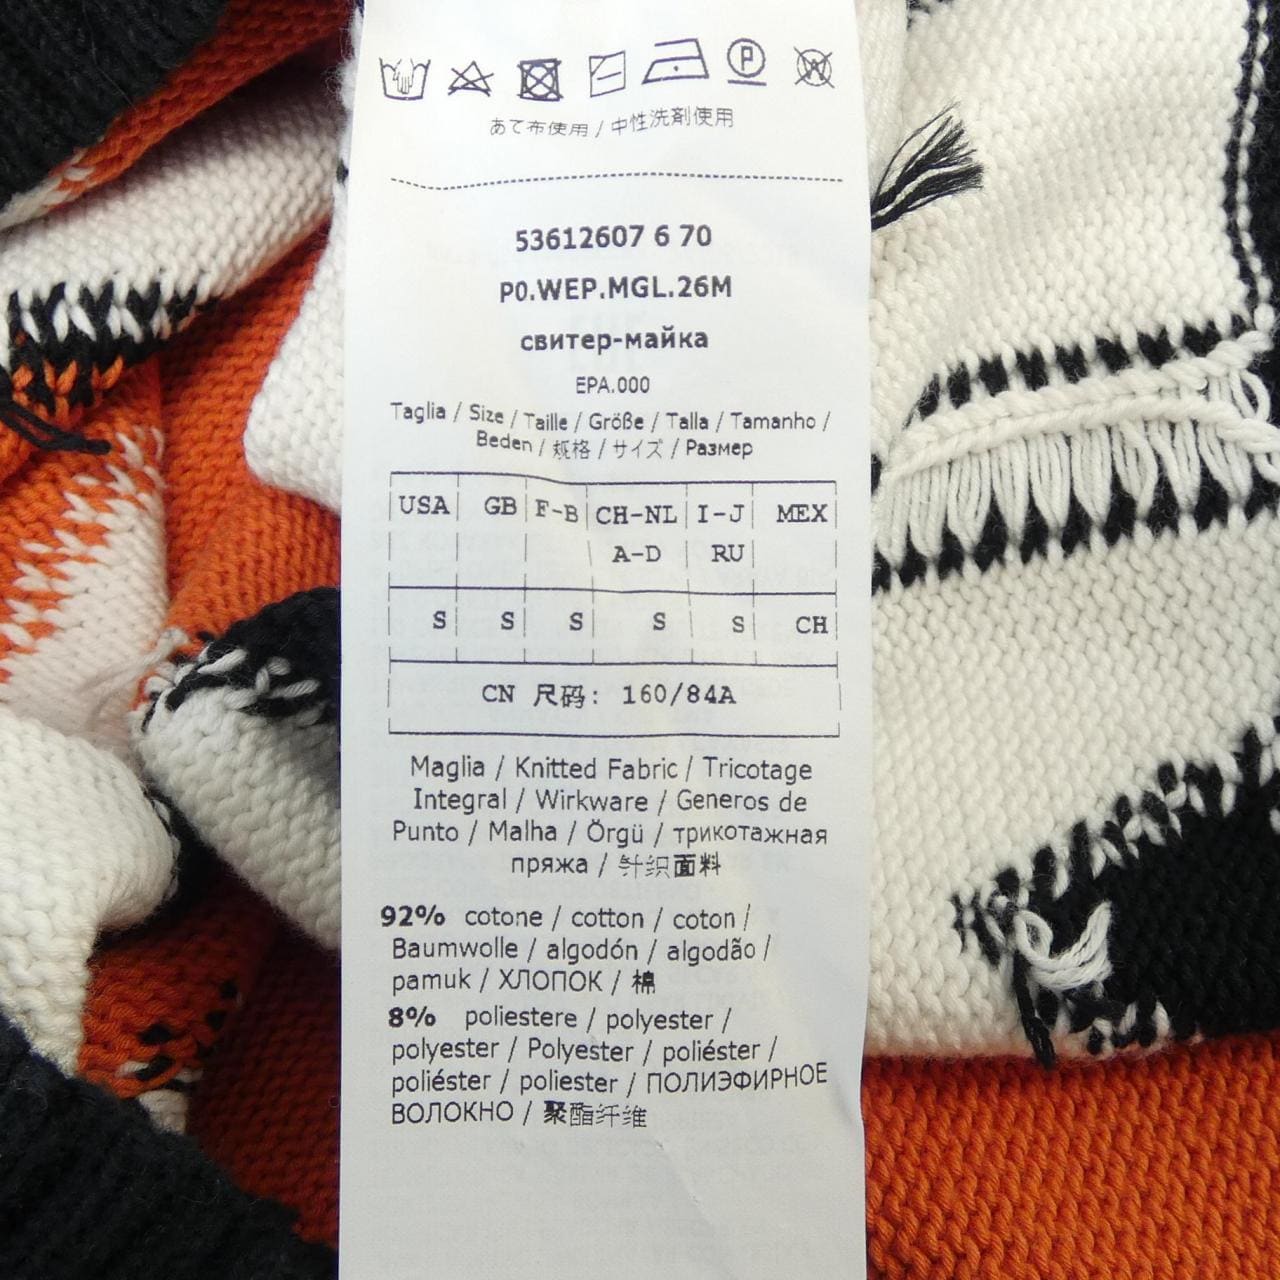 P
W
あて布使用 / 中性洗剤使用
53612607 6 70
P0.WEP.MGL.26M
свитер-майка
EPA.000
Taglia / Size / Taille / Größe / Talla / Tamanho /
Beden / 规格 / サイズ / Размер
USA GB F-B CH-NL I-J MEX
A-D RU
S S S S S CH
CN 尺码: 160/84A
Maglia / Knitted Fabric / Tricotage
Integral / Wirkware / Generos de
Punto / Malha / Örgü / трикотажная
пряжа / 针织面料
92% cotone / cotton / coton /
Baumwolle / algodón / algodão /
pamuk / ХЛОПОК / 棉
8% poliestere / polyester /
polyester / Polyester / poliéster /
poliéster / poliester / ПОЛИЭФИРНОЕ
ВОЛОКНО / 聚酯纤维